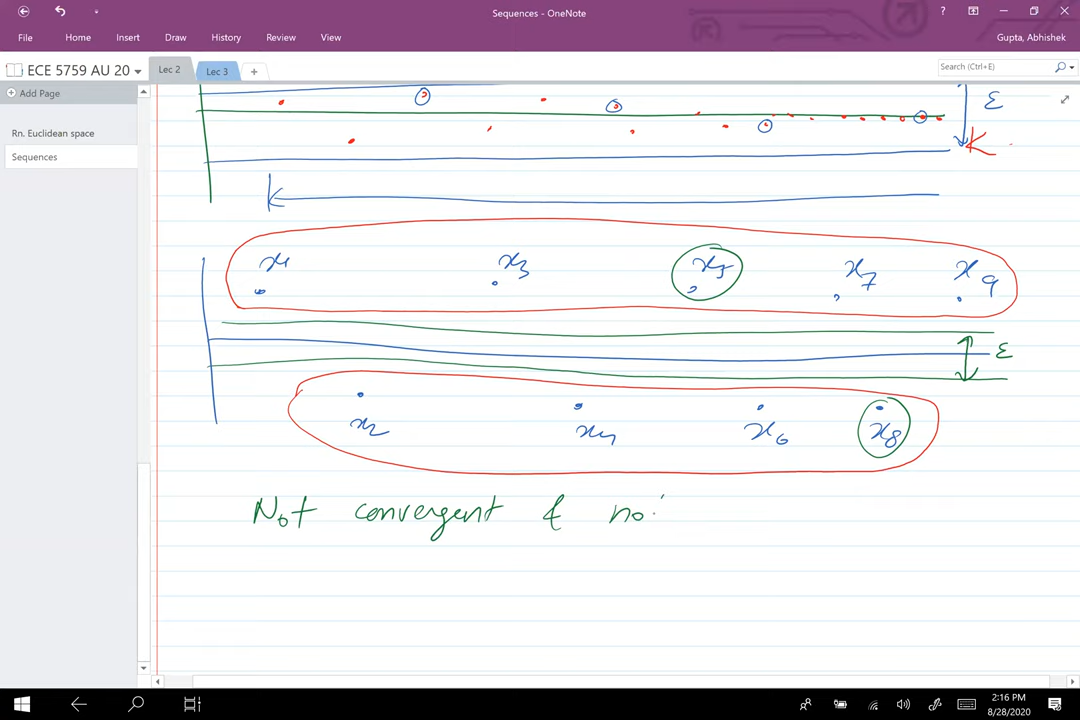 Sequences - OneNote
?
File Home Insert Draw History Review View
Gupta, Abhishek
ECE 5759 AU 20
Lec 2
Lec 3
Search (Ctrl+E)
Add Page
Rn. Euclidean space
Sequences
ε
K
x1 x3 x5 x7 x9
ε
x2 x4 x6 x8
Not convergent & no
2:16 PM
8/28/2020